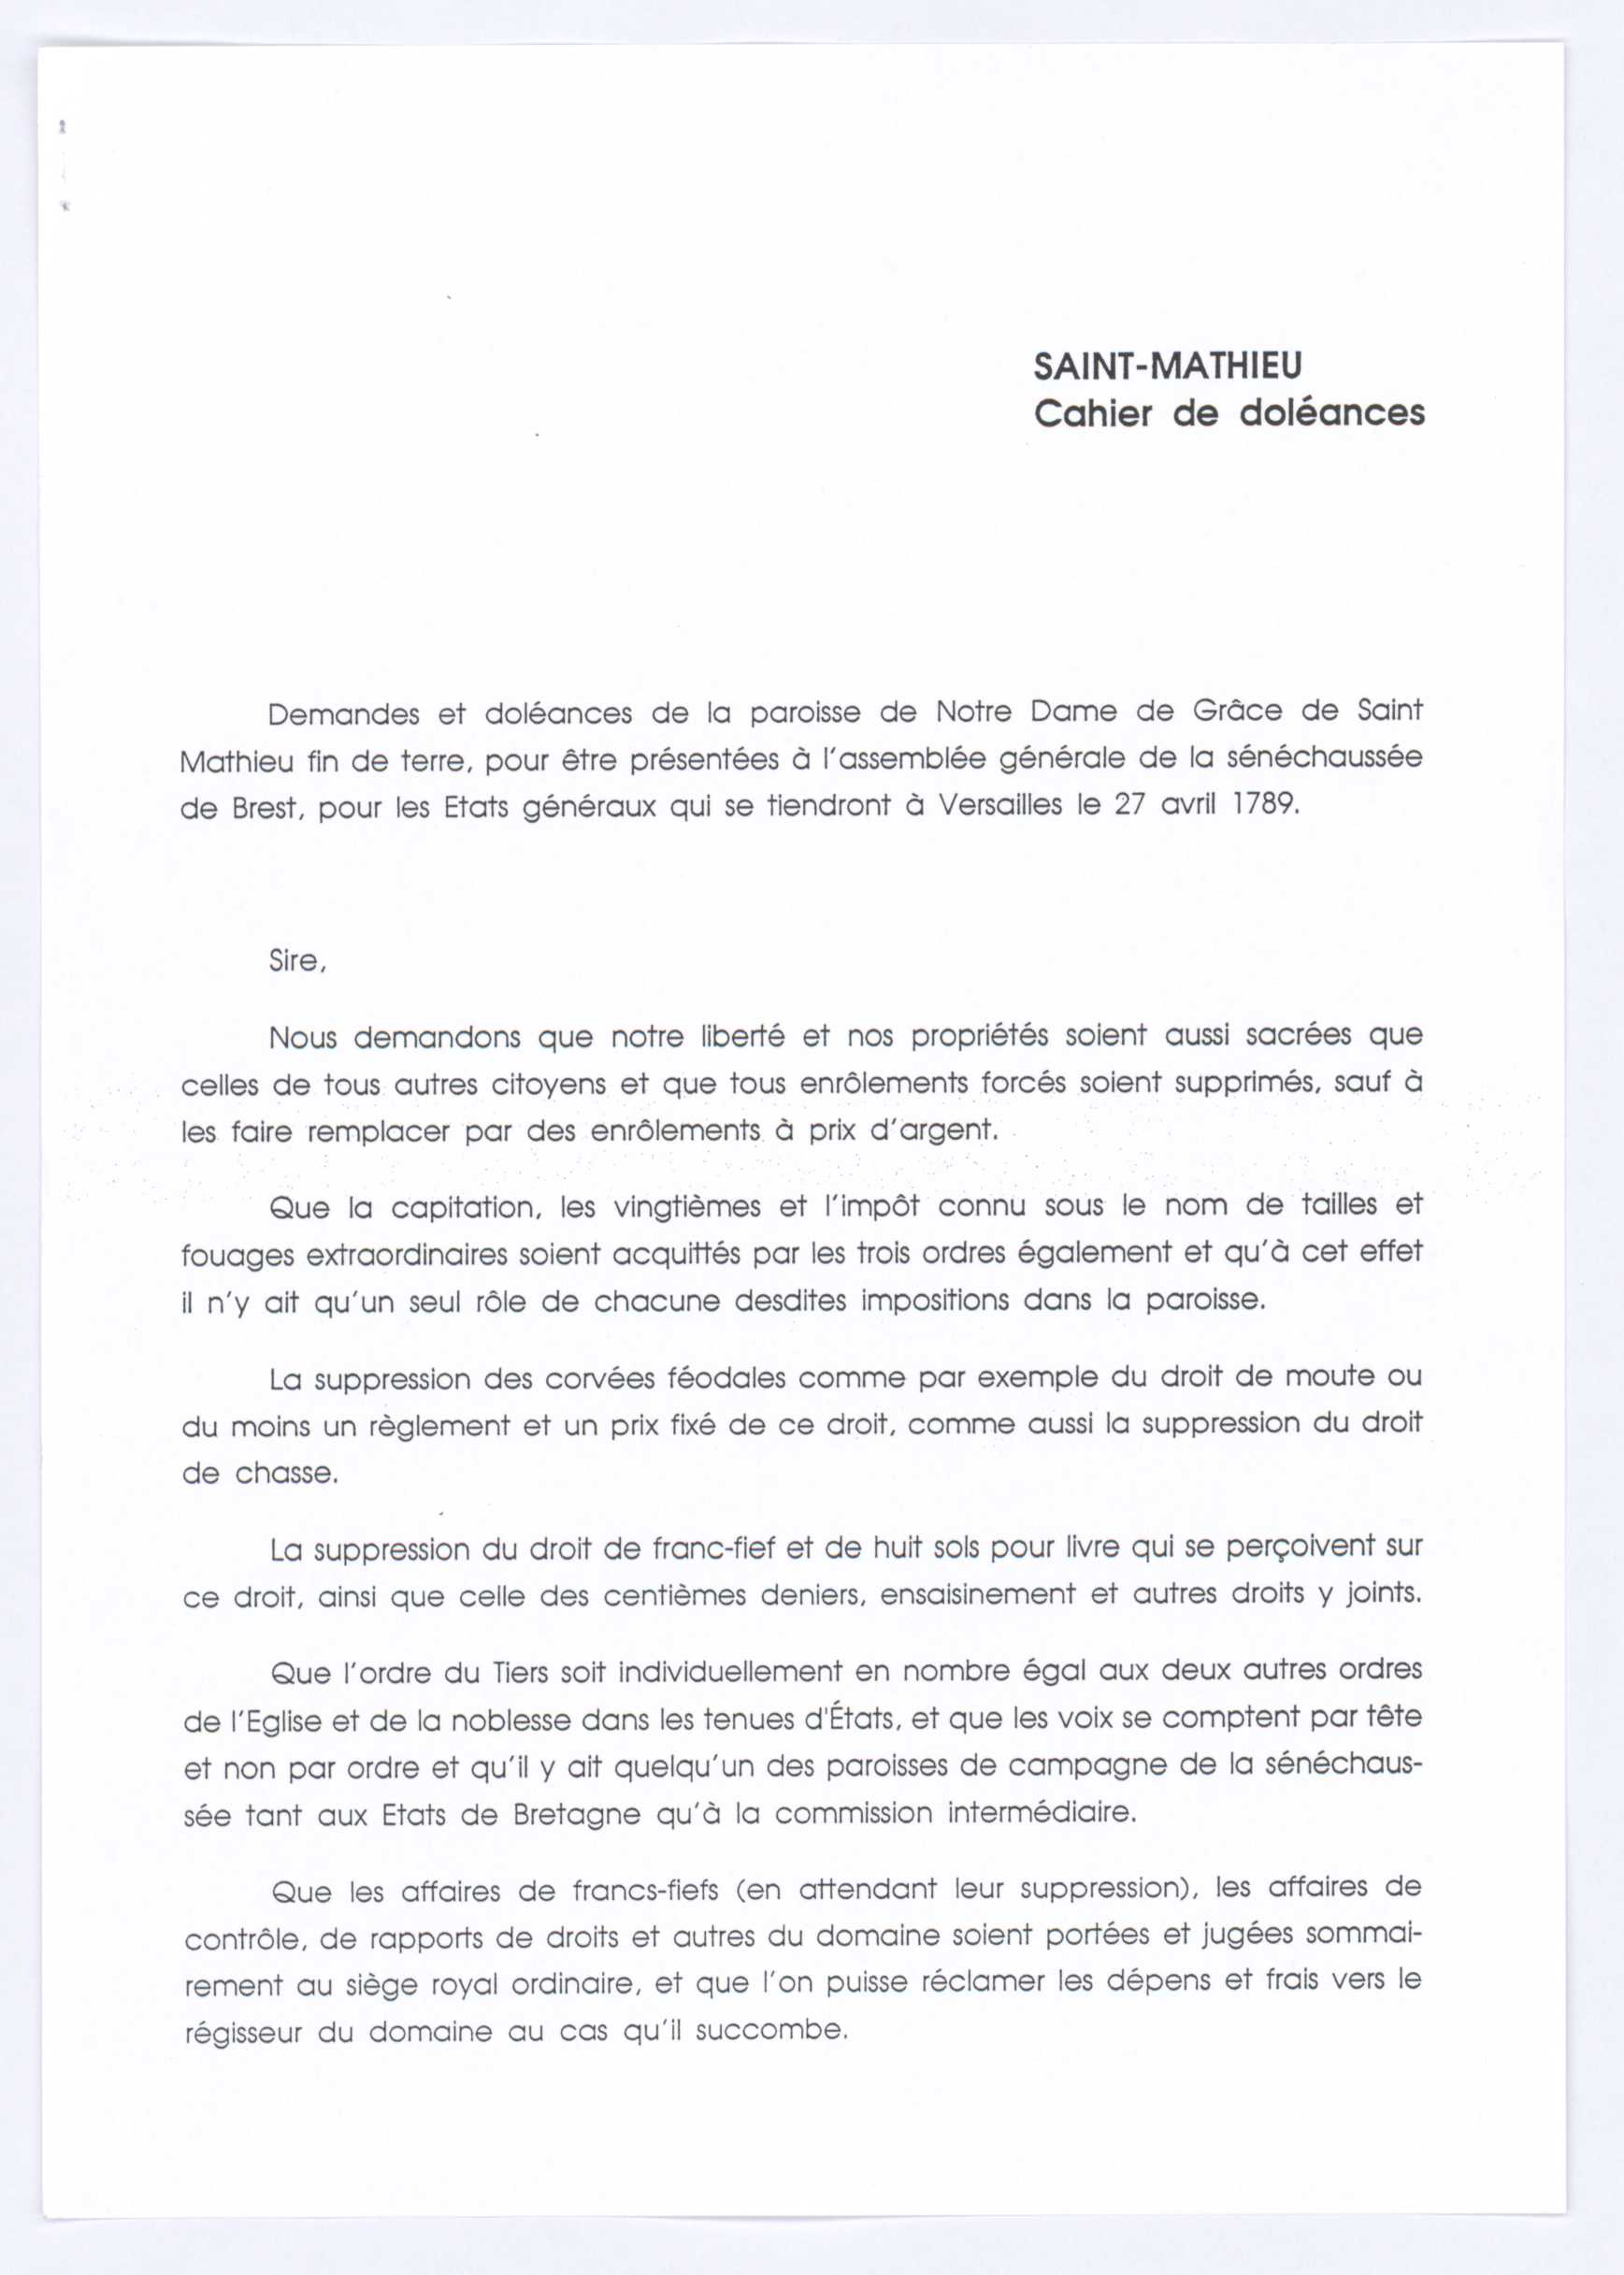 SAINT-MATHIEU
Cahier de doléances
Demandes et doléances de la paroisse de Notre Dame de Grâce de Saint
Mathieu fin de terre, pour être présentées à l'assemblée générale de la sénéchaussée
de Brest, pour les Etats généraux qui se tiendront à Versailles le 27 avril 1789.
Sire,
Nous demandons que notre liberté et nos propriétés soient aussi sacrées que
celles de tous autres citoyens et que tous enrôlements forcés soient supprimés, sauf à
les faire remplacer par des enrôlements à prix d'argent.
Que la capitation, les vingtièmes et l'impôt connu sous le nom de tailles et
fouages extraordinaires soient acquittés par les trois ordres également et qu'à cet effet
il n'y ait qu'un seul rôle de chacune desdites impositions dans la paroisse.
La suppression des corvées féodales comme par exemple du droit de moute ou
du moins un règlement et un prix fixé de ce droit, comme aussi la suppression du droit
de chasse.
La suppression du droit de franc-fief et de huit sols pour livre qui se perçoivent sur
ce droit, ainsi que celle des centièmes deniers, ensaisinement et autres droits y joints.
Que l'ordre du Tiers soit individuellement en nombre égal aux deux autres ordres
de l'Eglise et de la noblesse dans les tenues d'États, et que les voix se comptent par tête
et non par ordre et qu'il y ait quelqu'un des paroisses de campagne de la sénéchaus-
sée tant aux Etats de Bretagne qu'à la commission intermédiaire.
Que les affaires de francs-fiefs (en attendant leur suppression), les affaires de
contrôle, de rapports de droits et autres du domaine soient portées et jugées sommai-
rement au siège royal ordinaire, et que l'on puisse réclamer les dépens et frais vers le
régisseur du domaine au cas qu'il succombe.